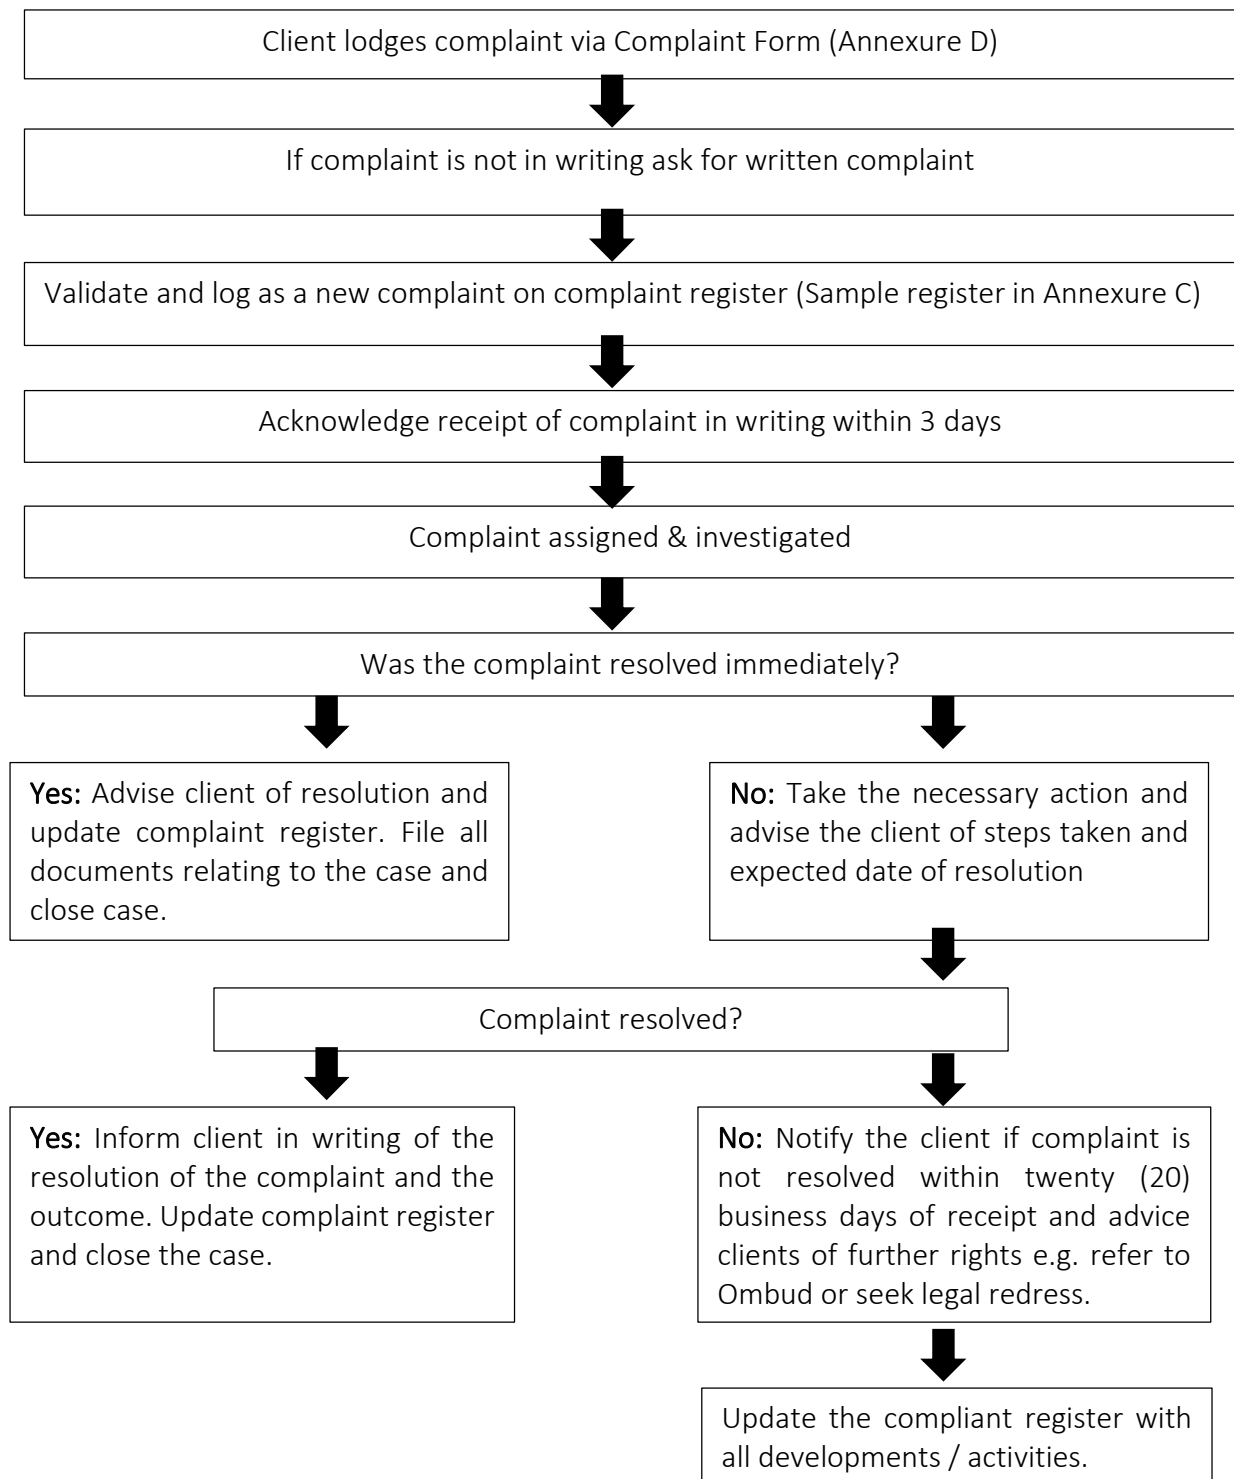 Client lodges complaint via Complaint Form (Annexure D)
If complaint is not in writing ask for written complaint
Validate and log as a new complaint on complaint register (Sample register in Annexure C)
Acknowledge receipt of complaint in writing within 3 days
Complaint assigned & investigated
Was the complaint resolved immediately?
Yes: Advise client of resolution and
update complaint register. File all
documents relating to the case and
close case.
No: Take the necessary action and
advise the client of steps taken and
expected date of resolution
Complaint resolved?
Yes: Inform client in writing of the
resolution of the complaint and the
outcome. Update complaint register
and close the case.
No: Notify the client if complaint is
not resolved within twenty (20)
business days of receipt and advice
clients of further rights e.g. refer to
Ombud or seek legal redress.
Update the compliant register with
all developments / activities.